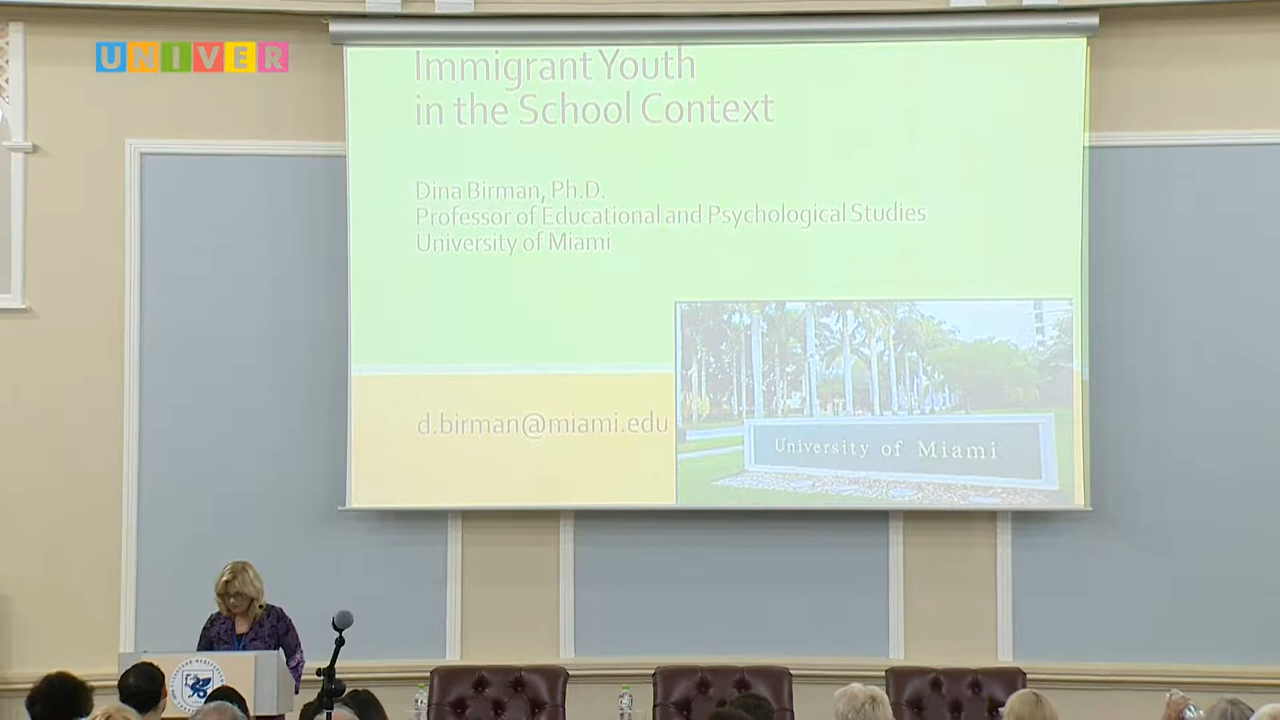 UNIVER
Immigrant Youth
in the School Context
Dina Birman, Ph.D.
Professor of Educational and Psychological Studies
University of Miami
d.birman@miami.edu
University of Miami